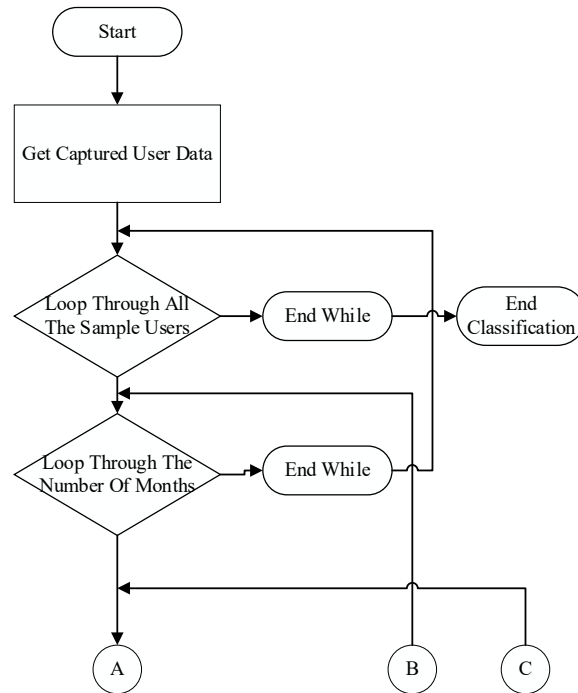 Start
Get Captured User Data
Loop Through All
The Sample Users
End While
End
Classification
Loop Through The
Number Of Months
End While
A
B
C